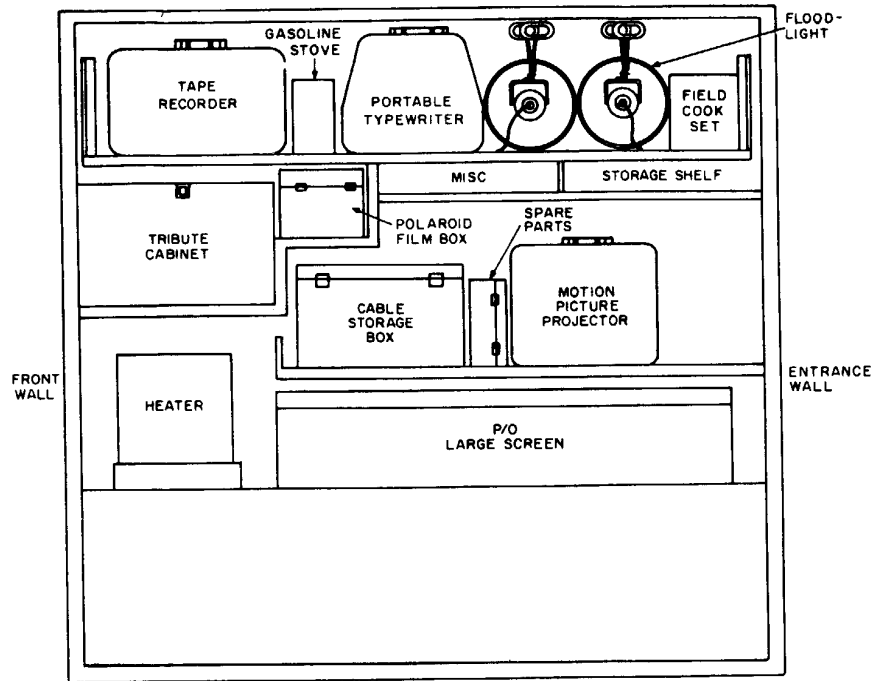 GASOLINE
STOVE
FLOOD-
LIGHT
TAPE
RECORDER
PORTABLE
TYPEWRITER
FIELD
COOK
SET
MISC
STORAGE SHELF
TRIBUTE
CABINET
POLAROID
FILM BOX
SPARE
PARTS
CABLE
STORAGE
BOX
MOTION
PICTURE
PROJECTOR
FRONT
WALL
ENTRANCE
WALL
HEATER
P/O
LARGE SCREEN